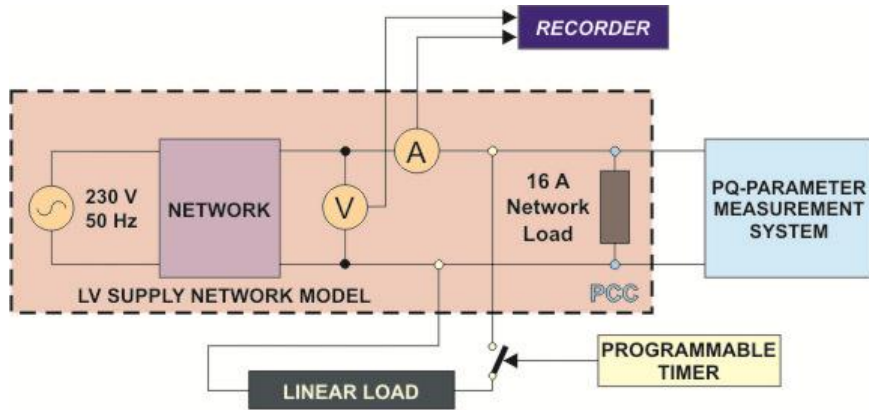 RECORDER
A
230 V
50 Hz
NETWORK
V
16 A
Network
Load
PQ-PARAMETER
MEASUREMENT
SYSTEM
LV SUPPLY NETWORK MODEL
PCC
LINEAR LOAD
PROGRAMMABLE
TIMER